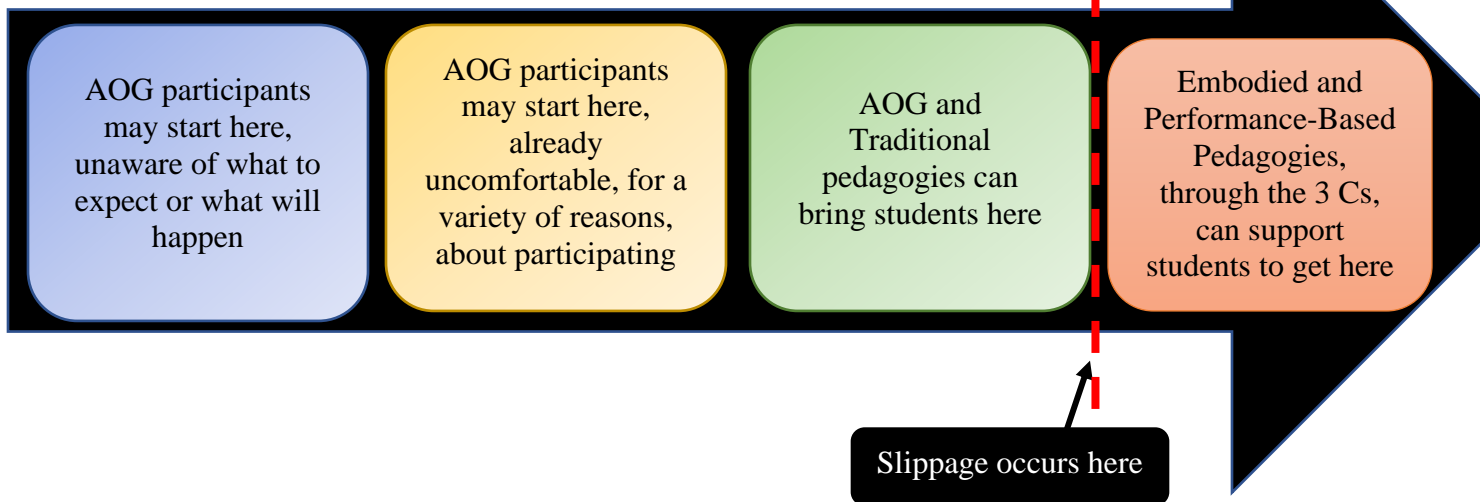 AOG participants
may start here,
unaware of what to
expect or what will
happen
AOG participants
may start here,
already
uncomfortable, for a
variety of reasons,
about participating
AOG and
Traditional
pedagogies can
bring students here
Embodied and
Performance-Based
Pedagogies,
through the 3 Cs,
can support
students to get here
Slippage occurs here